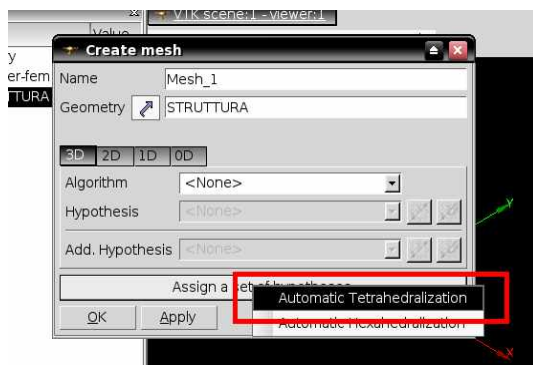 VTK scene:1 - viewer:1
Value
Create mesh
y
er-fem
TTURA
Name Mesh_1
Geometry STRUTTURA
3D 2D 1D 0D
Algorithm <None>
Hypothesis <None>
Add. Hypothesis <None>
Assign a set of hypotheses
Automatic Tetrahedralization
OK Apply Automatic Hexahedralization
Y
X